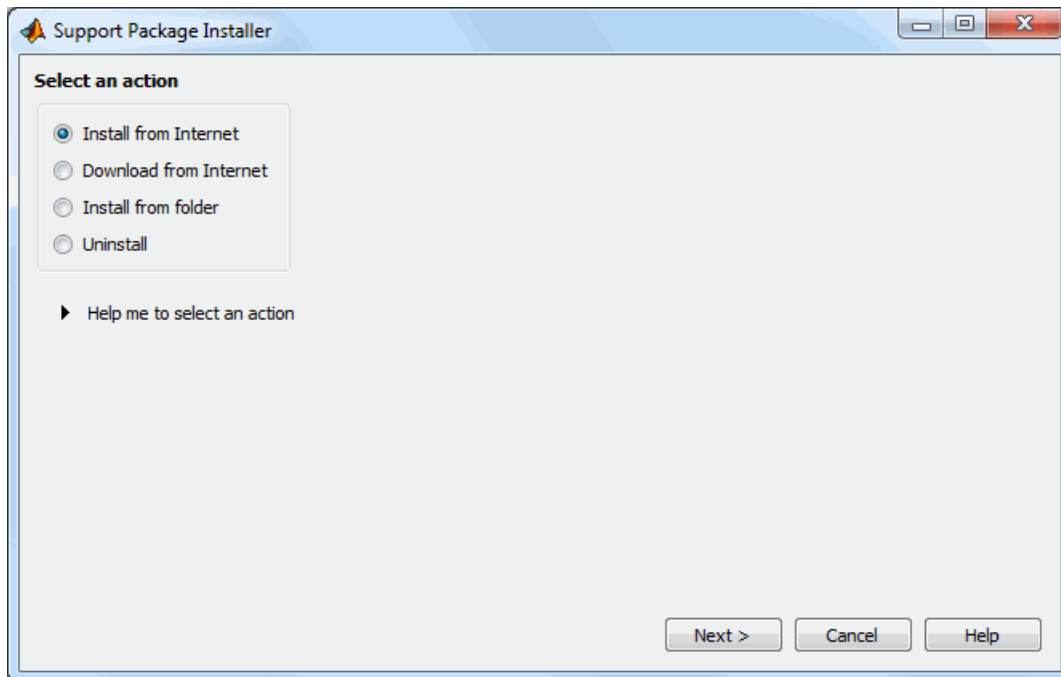 Support Package Installer
Select an action
Install from Internet
Download from Internet
Install from folder
Uninstall
Help me to select an action
Next > Cancel Help